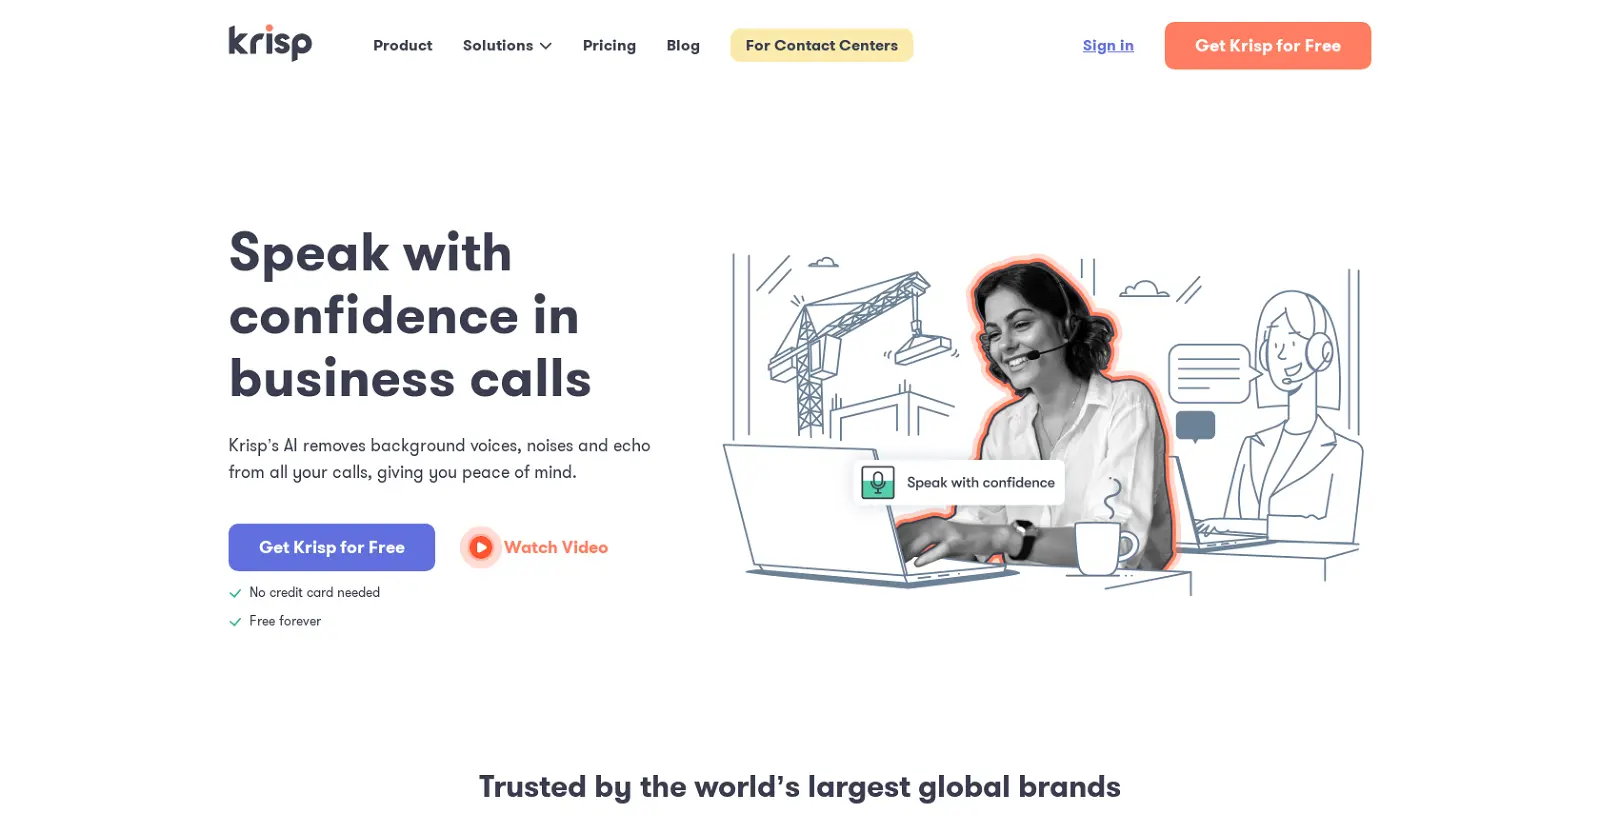 krisp
Product
Solutions
Pricing
Blog
For Contact Centers
Sign in
Get Krisp for Free
Speak with
confidence in
business calls
Krisp's AI removes background voices, noises and echo
from all your calls, giving you peace of mind.
Get Krisp for Free
Watch Video
No credit card needed
Free forever
Speak with confidence
Trusted by the world's largest global brands